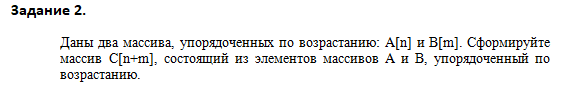 Задание 2.
Даны два массива, упорядоченных по возрастанию: A[n] и B[m]. Сформируйте
массив C[n+m], состоящий из элементов массивов А и В, упорядоченный по
возрастанию.